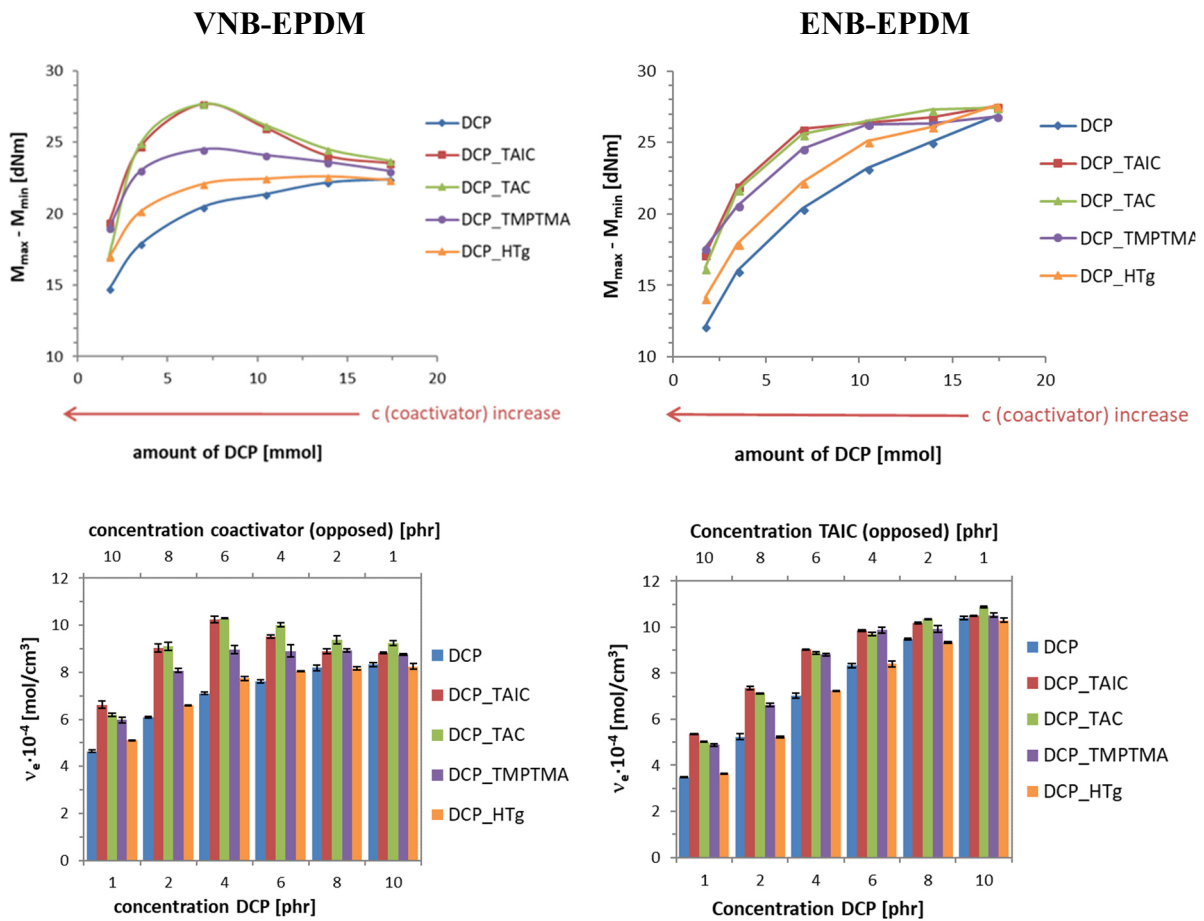 VNB-EPDM
ENB-EPDM
30
25
20
15
10
M_max - M_min [dNm]
0 5 10 15 20
DCP
DCP_TAIC
DCP_TAC
DCP_TMPTMA
DCP_HTg
c (coactivator) increase
amount of DCP [mmol]
30
25
20
15
10
M_max - M_min [dNm]
0 5 10 15 20
DCP
DCP_TAIC
DCP_TAC
DCP_TMPTMA
DCP_HTg
c (coactivator) increase
amount of DCP [mmol]
concentration coactivator (opposed) [phr]
10 8 6 4 2 1
12
10
8
6
4
2
0
ν_e·10⁻⁴ [mol/cm³]
DCP
DCP_TAIC
DCP_TAC
DCP_TMPTMA
DCP_HTg
1 2 4 6 8 10
concentration DCP [phr]
Concentration TAIC (opposed) [phr]
10 8 6 4 2 1
12
10
8
6
4
2
0
ν_e·10⁻⁴ [mol/cm³]
DCP
DCP_TAIC
DCP_TAC
DCP_TMPTMA
DCP_HTg
1 2 4 6 8 10
Concentration DCP [phr]